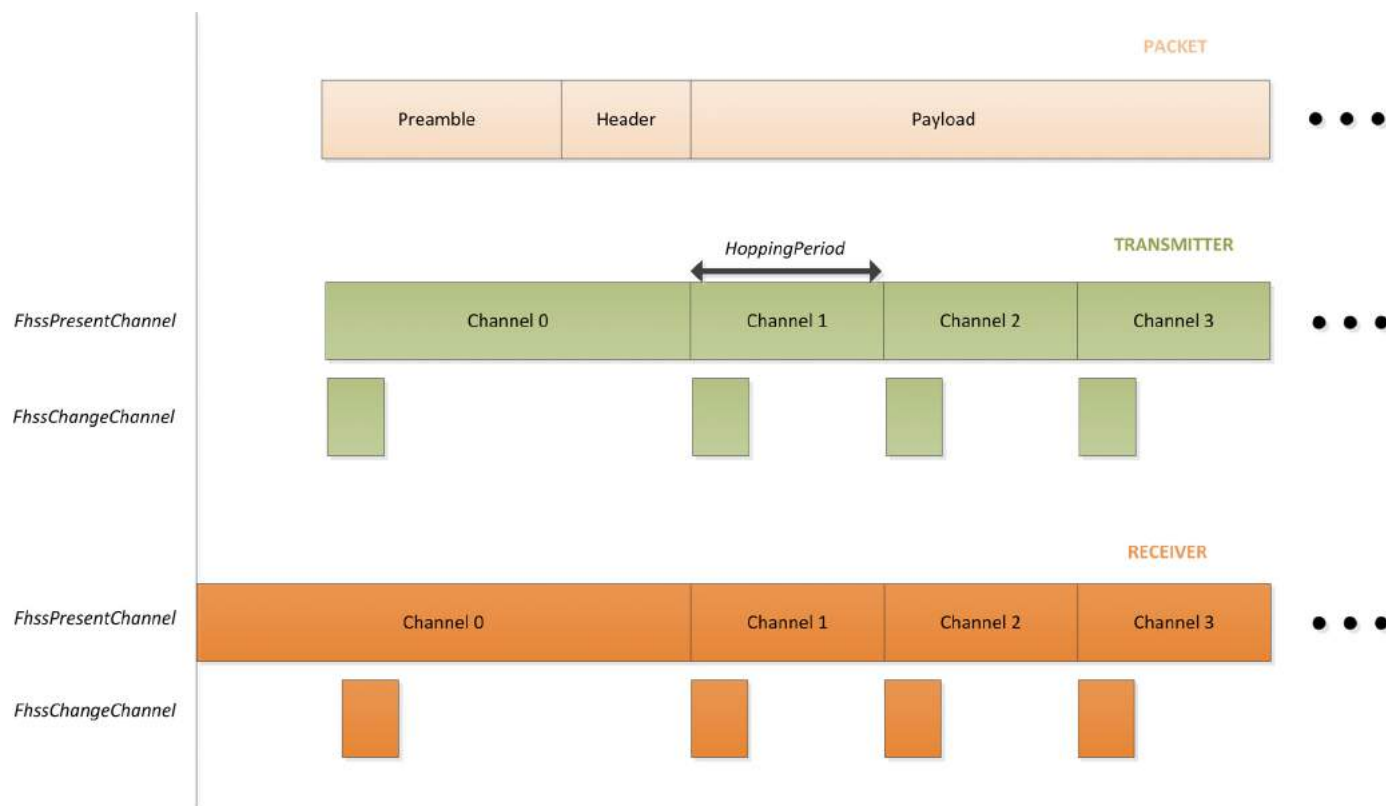 PACKET
Preamble Header Payload
HoppingPeriod TRANSMITTER
FhssPresentChannel Channel 0 Channel 1 Channel 2 Channel 3
FhssChangeChannel
RECEIVER
FhssPresentChannel Channel 0 Channel 1 Channel 2 Channel 3
FhssChangeChannel